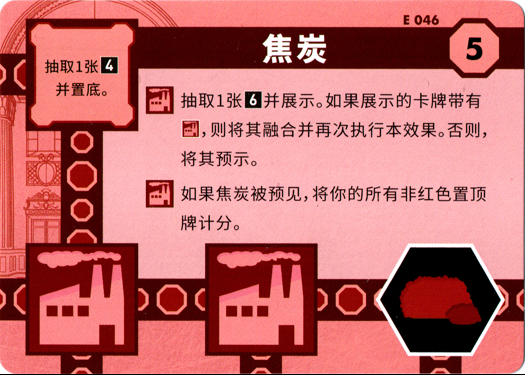 E 046
抽取1张4
并置底。
焦炭
5
抽取1张6并展示。如果展示的卡牌带有
,则将其融合并再次执行本效果。否则,
将其预示。
如果焦炭被预见,将你的所有非红色置顶
牌计分。